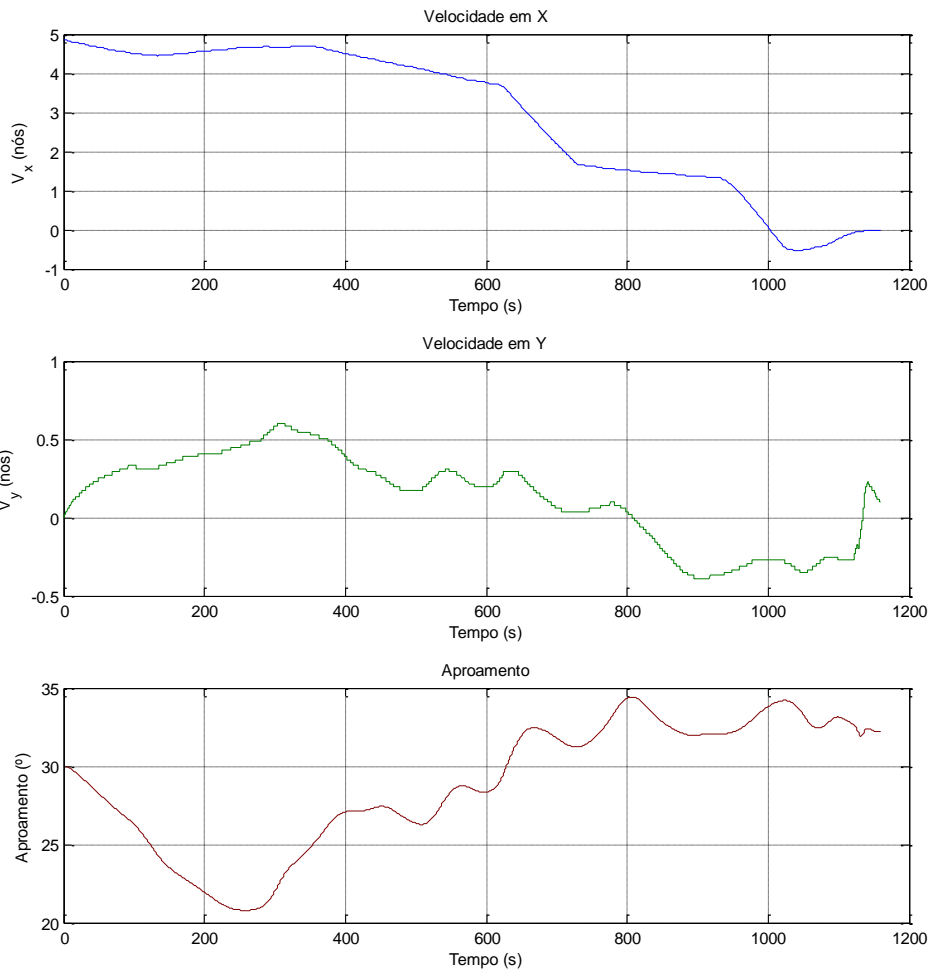 Velocidade em X
5
4
3
2
1
0
-1
V_x (nós)
0 200 400 600 800 1000 1200
Tempo (s)
Velocidade em Y
1
0.5
0
-0.5
V_y (nos)
0 200 400 600 800 1000 1200
Tempo (s)
Aproamento
35
30
25
20
Aproamento (º)
0 200 400 600 800 1000 1200
Tempo (s)